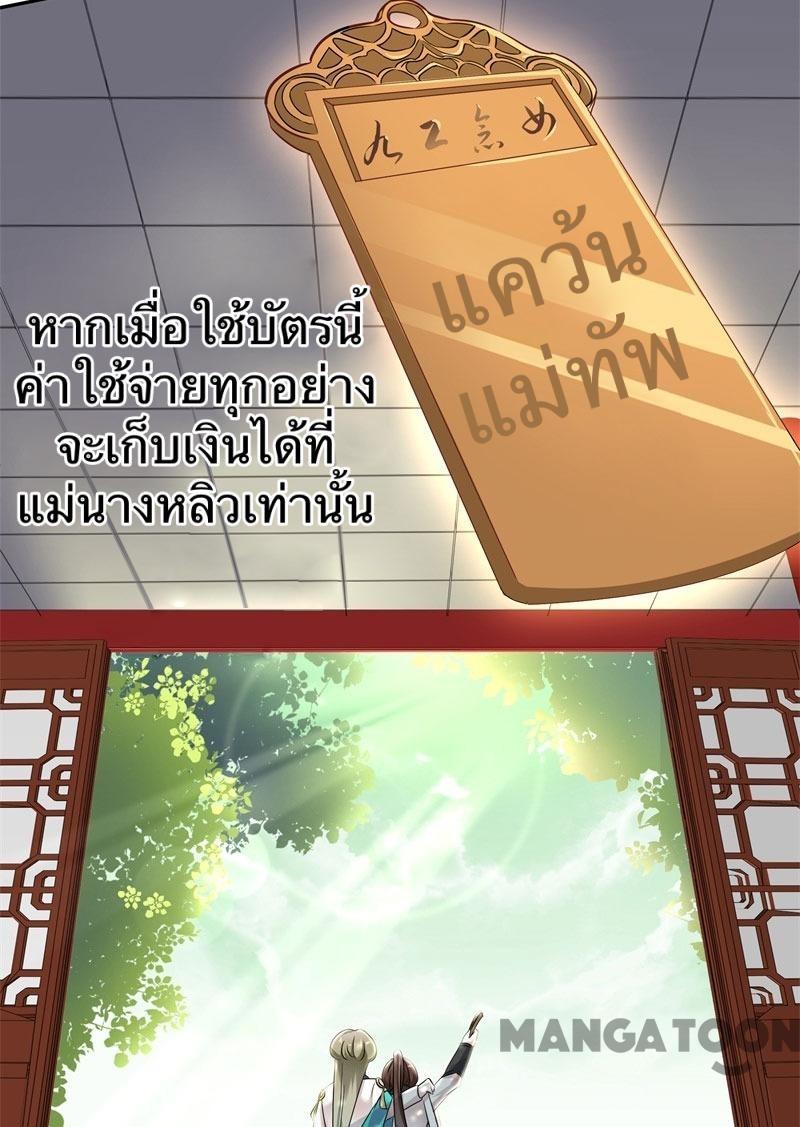 แคว้น
แม่ทัพ
หากเมื่อใช้บัตรนี้
ค่าใช้จ่ายทุกอย่าง
จะเก็บเงินได้ที่
แม่นางหลิวเท่านั้น
MANGATOON